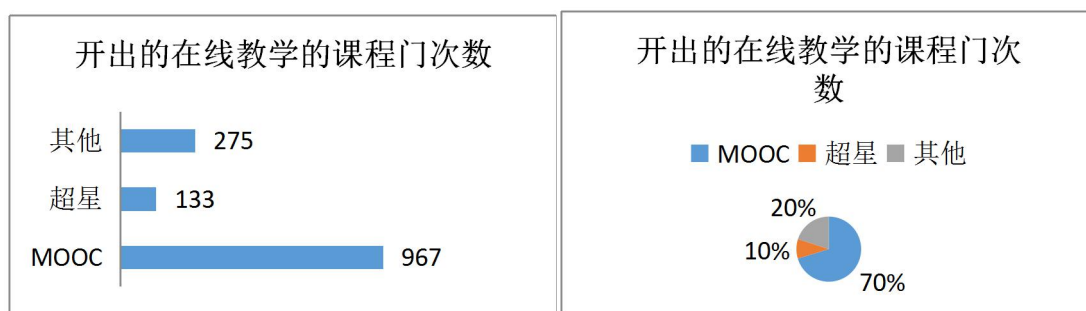 开出的在线教学的课程门次数
其他 275
超星 133
MOOC 967
开出的在线教学的课程门次
数
MOOC 超星 其他
20%
10%
70%